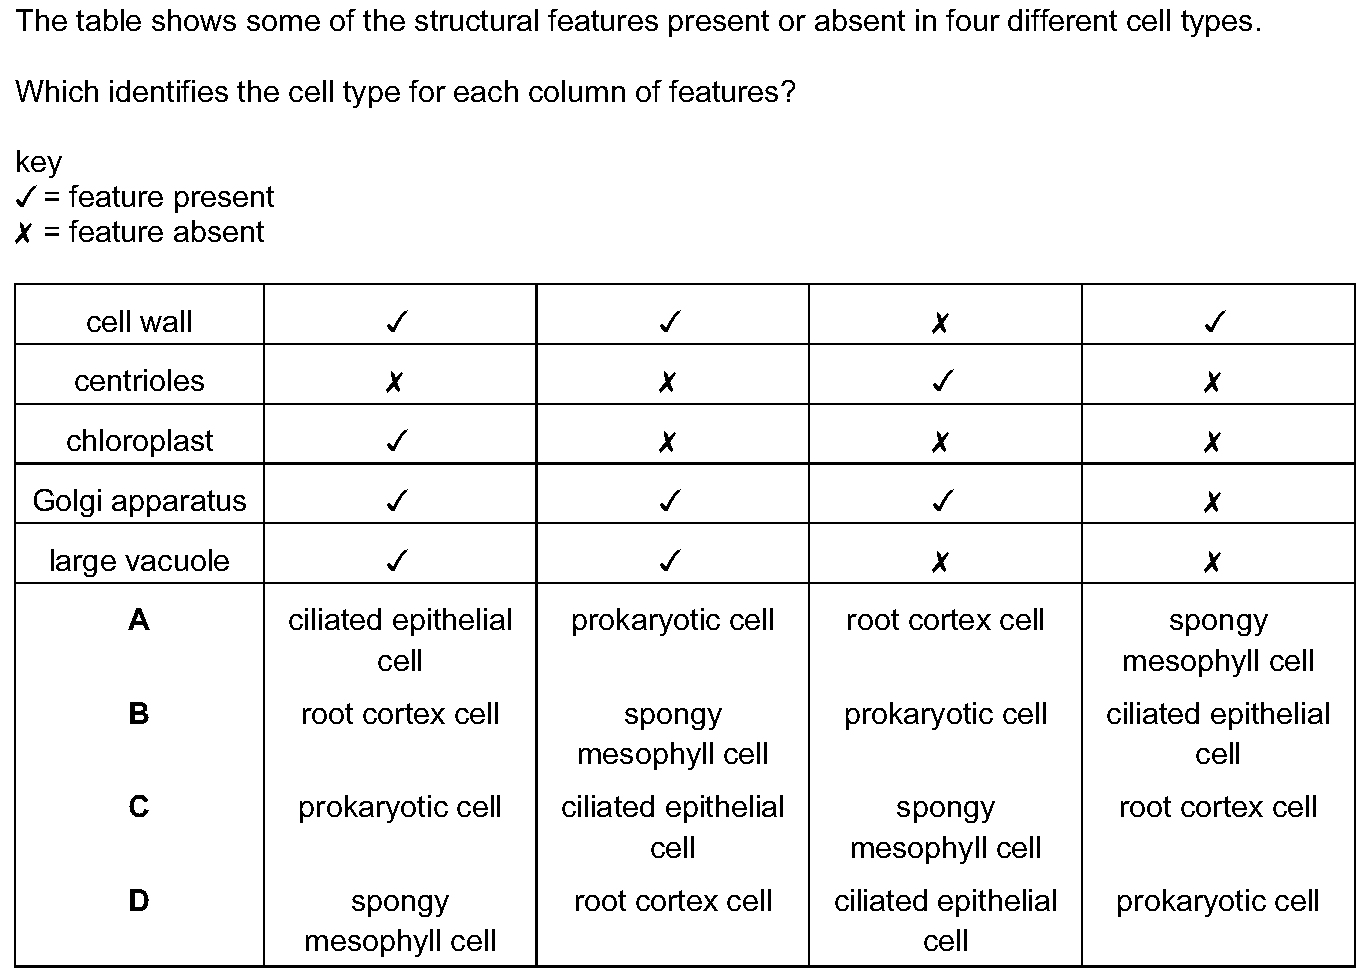 The table shows some of the structural features present or absent in four different cell types.
Which identifies the cell type for each column of features?
key
✓ = feature present
✗ = feature absent
cell wall ✓ ✓ ✗ ✓
centrioles ✗ ✗ ✓ ✗
chloroplast ✓ ✗ ✗ ✗
Golgi apparatus ✓ ✓ ✓ ✗
large vacuole ✓ ✓ ✗ ✗
A ciliated epithelial prokaryotic cell root cortex cell spongy
cell mesophyll cell
B root cortex cell spongy prokaryotic cell ciliated epithelial
mesophyll cell cell
C prokaryotic cell ciliated epithelial spongy root cortex cell
cell mesophyll cell
D spongy root cortex cell ciliated epithelial prokaryotic cell
mesophyll cell cell